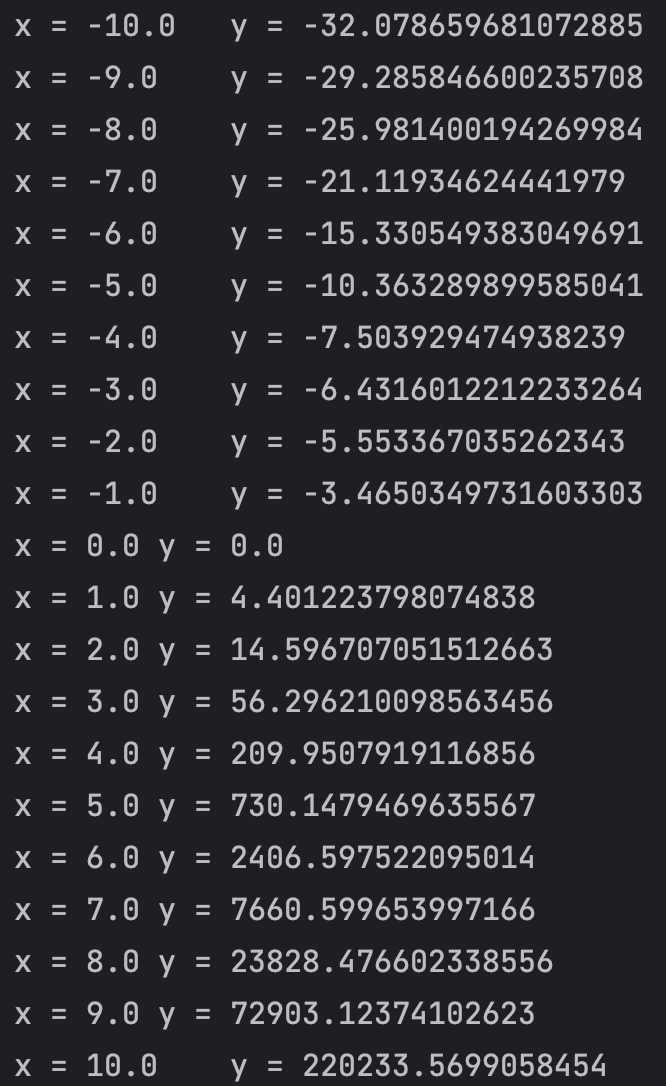 x = -10.0   y = -32.078659681072885
x = -9.0    y = -29.285846600235708
x = -8.0    y = -25.981400194269984
x = -7.0    y = -21.11934624441979
x = -6.0    y = -15.330549383049691
x = -5.0    y = -10.363289899585041
x = -4.0    y = -7.503929474938239
x = -3.0    y = -6.4316012212233264
x = -2.0    y = -5.553367035262343
x = -1.0    y = -3.4650349731603303
x = 0.0 y = 0.0
x = 1.0 y = 4.401223798074838
x = 2.0 y = 14.596707051512663
x = 3.0 y = 56.296210098563456
x = 4.0 y = 209.9507919116856
x = 5.0 y = 730.1479469635567
x = 6.0 y = 2406.597522095014
x = 7.0 y = 7660.599653997166
x = 8.0 y = 23828.476602338556
x = 9.0 y = 72903.12374102623
x = 10.0    y = 220233.5699058454